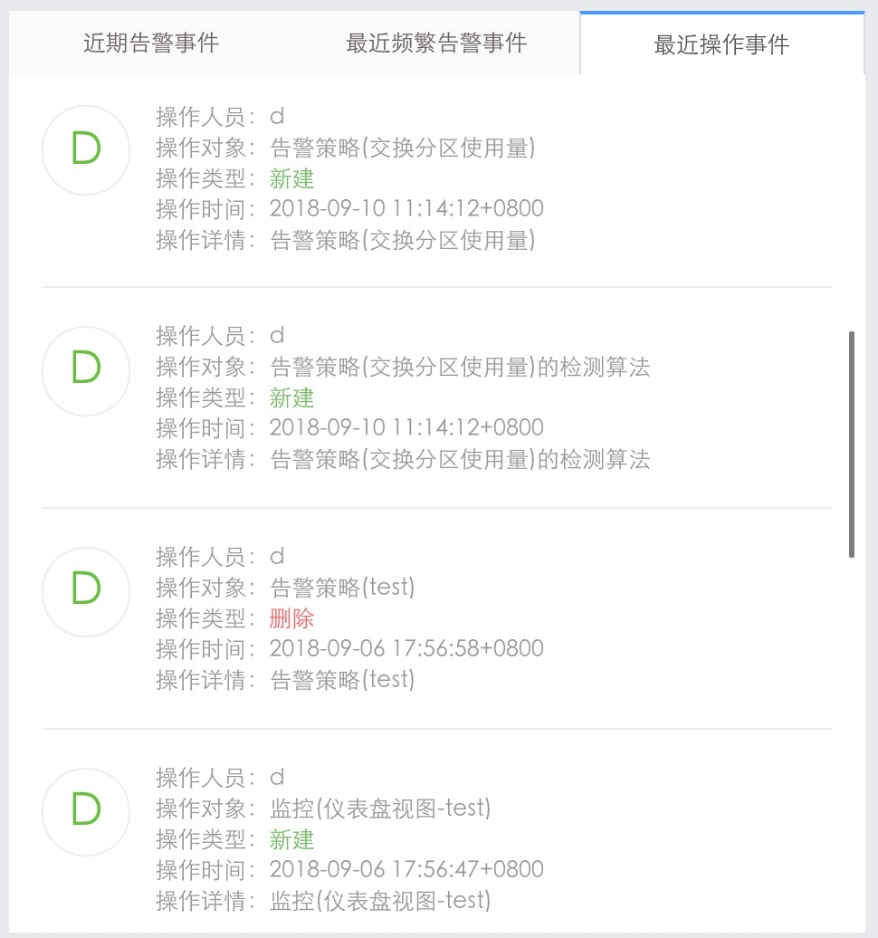 近期告警事件 最近频繁告警事件 最近操作事件
D
操作人员： d
操作对象： 告警策略(交换分区使用量)
操作类型： 新建
操作时间： 2018-09-10 11:14:12+0800
操作详情： 告警策略(交换分区使用量)
D
操作人员： d
操作对象： 告警策略(交换分区使用量)的检测算法
操作类型： 新建
操作时间： 2018-09-10 11:14:12+0800
操作详情： 告警策略(交换分区使用量)的检测算法
D
操作人员： d
操作对象： 告警策略(test)
操作类型： 删除
操作时间： 2018-09-06 17:56:58+0800
操作详情： 告警策略(test)
D
操作人员： d
操作对象： 监控(仪表盘视图-test)
操作类型： 新建
操作时间： 2018-09-06 17:56:47+0800
操作详情： 监控(仪表盘视图-test)